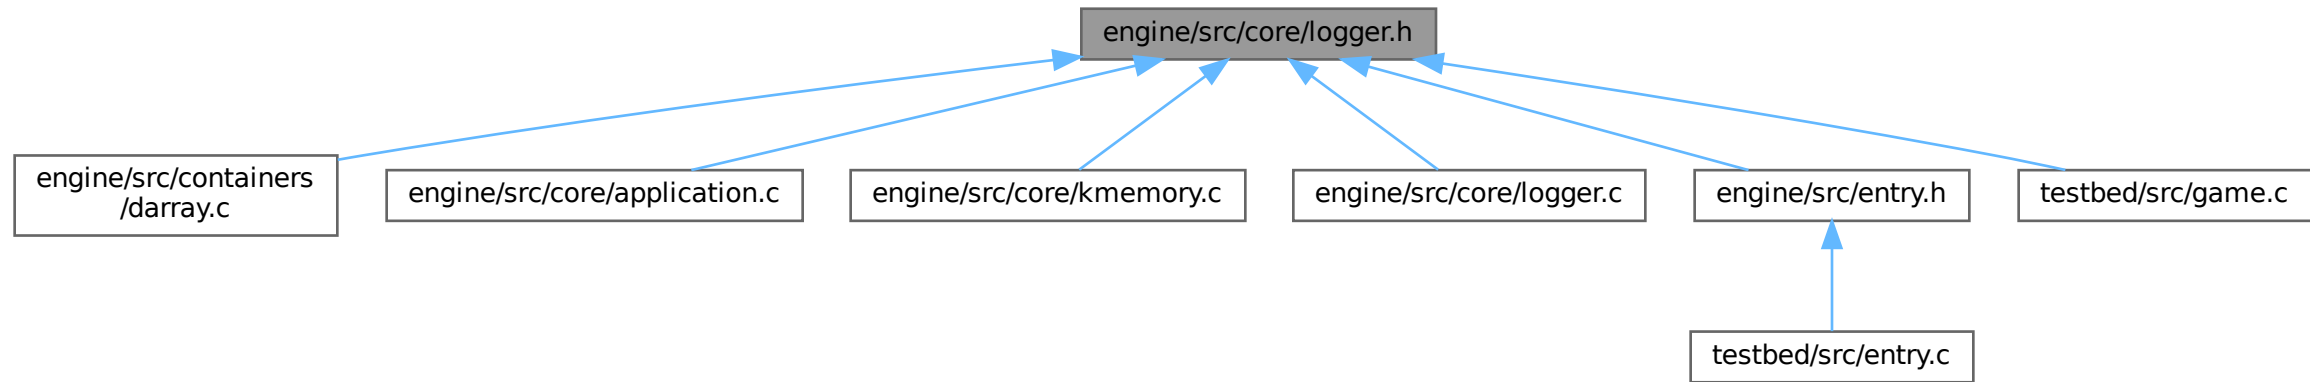 engine/src/core/logger.h
engine/src/containers
/darray.c
engine/src/core/application.c
engine/src/core/kmemory.c
engine/src/core/logger.c
engine/src/entry.h
testbed/src/game.c
testbed/src/entry.c